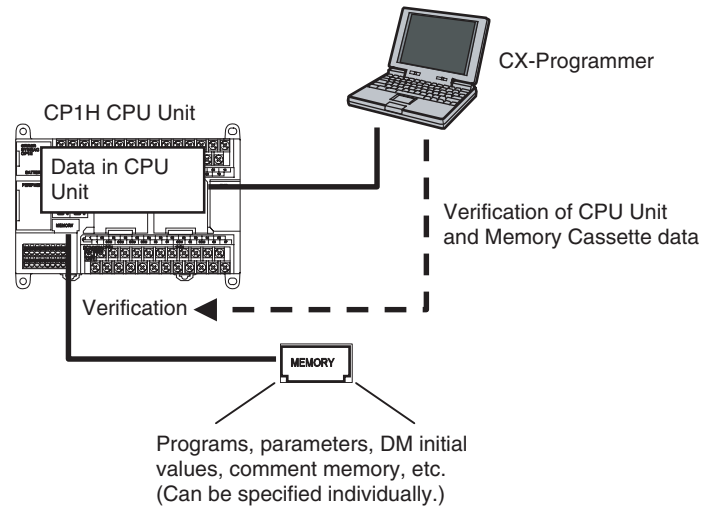 CX-Programmer
CP1H CPU Unit
Data in CPU
Unit
MEMORY
Verification of CPU Unit
and Memory Cassette data
Verification
MEMORY
Programs, parameters, DM initial
values, comment memory, etc.
(Can be specified individually.)